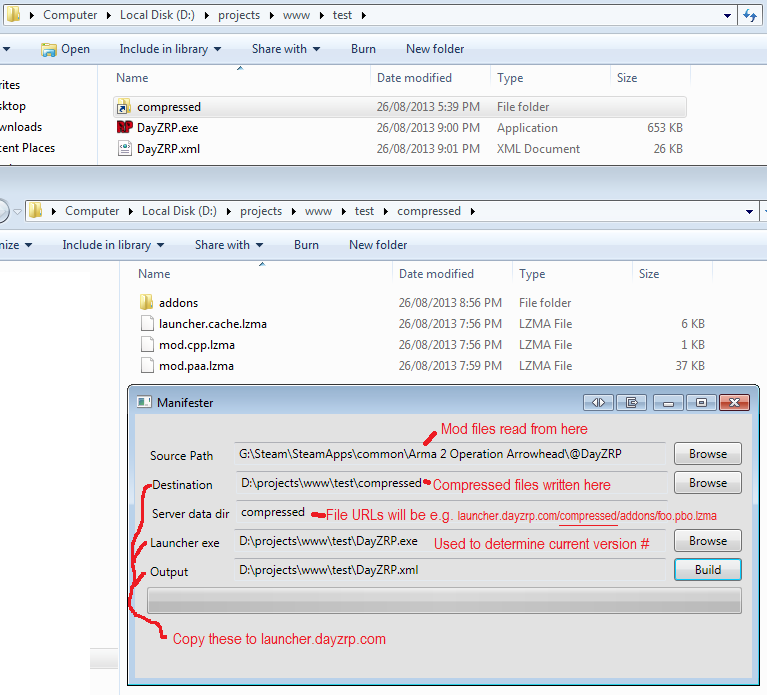 Computer Local Disk (D:) projects www test
Open Include in library Share with Burn New folder
Name Date modified Type Size
rites
sktop
wnloads
cent Places
compressed 26/08/2013 5:39 PM File folder
DayZRP.exe 26/08/2013 9:00 PM Application 653 KB
DayZRP.xml 26/08/2013 9:01 PM XML Document 26 KB
Computer Local Disk (D:) projects www test compressed
nize Include in library Share with Burn New folder
Name Date modified Type Size
addons 26/08/2013 8:56 PM File folder
launcher.cache.lzma 26/08/2013 7:56 PM LZMA File 6 KB
mod.cpp.lzma 26/08/2013 7:56 PM LZMA File 1 KB
mod.paa.lzma 26/08/2013 7:59 PM LZMA File 37 KB
Manifester
Mod files read from here
Source Path G:\Steam\SteamApps\common\Arma 2 Operation Arrowhead\@DayZRP Browse
Destination D:\projects\www\test\compressed Compressed files written here Browse
Server data dir compressed File URLs will be e.g. launcher.dayzrp.com/compressed/addons/foo.pbo.lzma
Launcher exe D:\projects\www\test\DayZRP.exe Used to determine current version # Browse
Output D:\projects\www\test\DayZRP.xml Build
Copy these to launcher.dayzrp.com